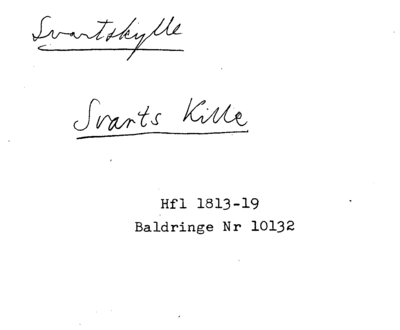 Svartskylle
Svarts Kille
Hfl 1813-19
Baldringe Nr 10132